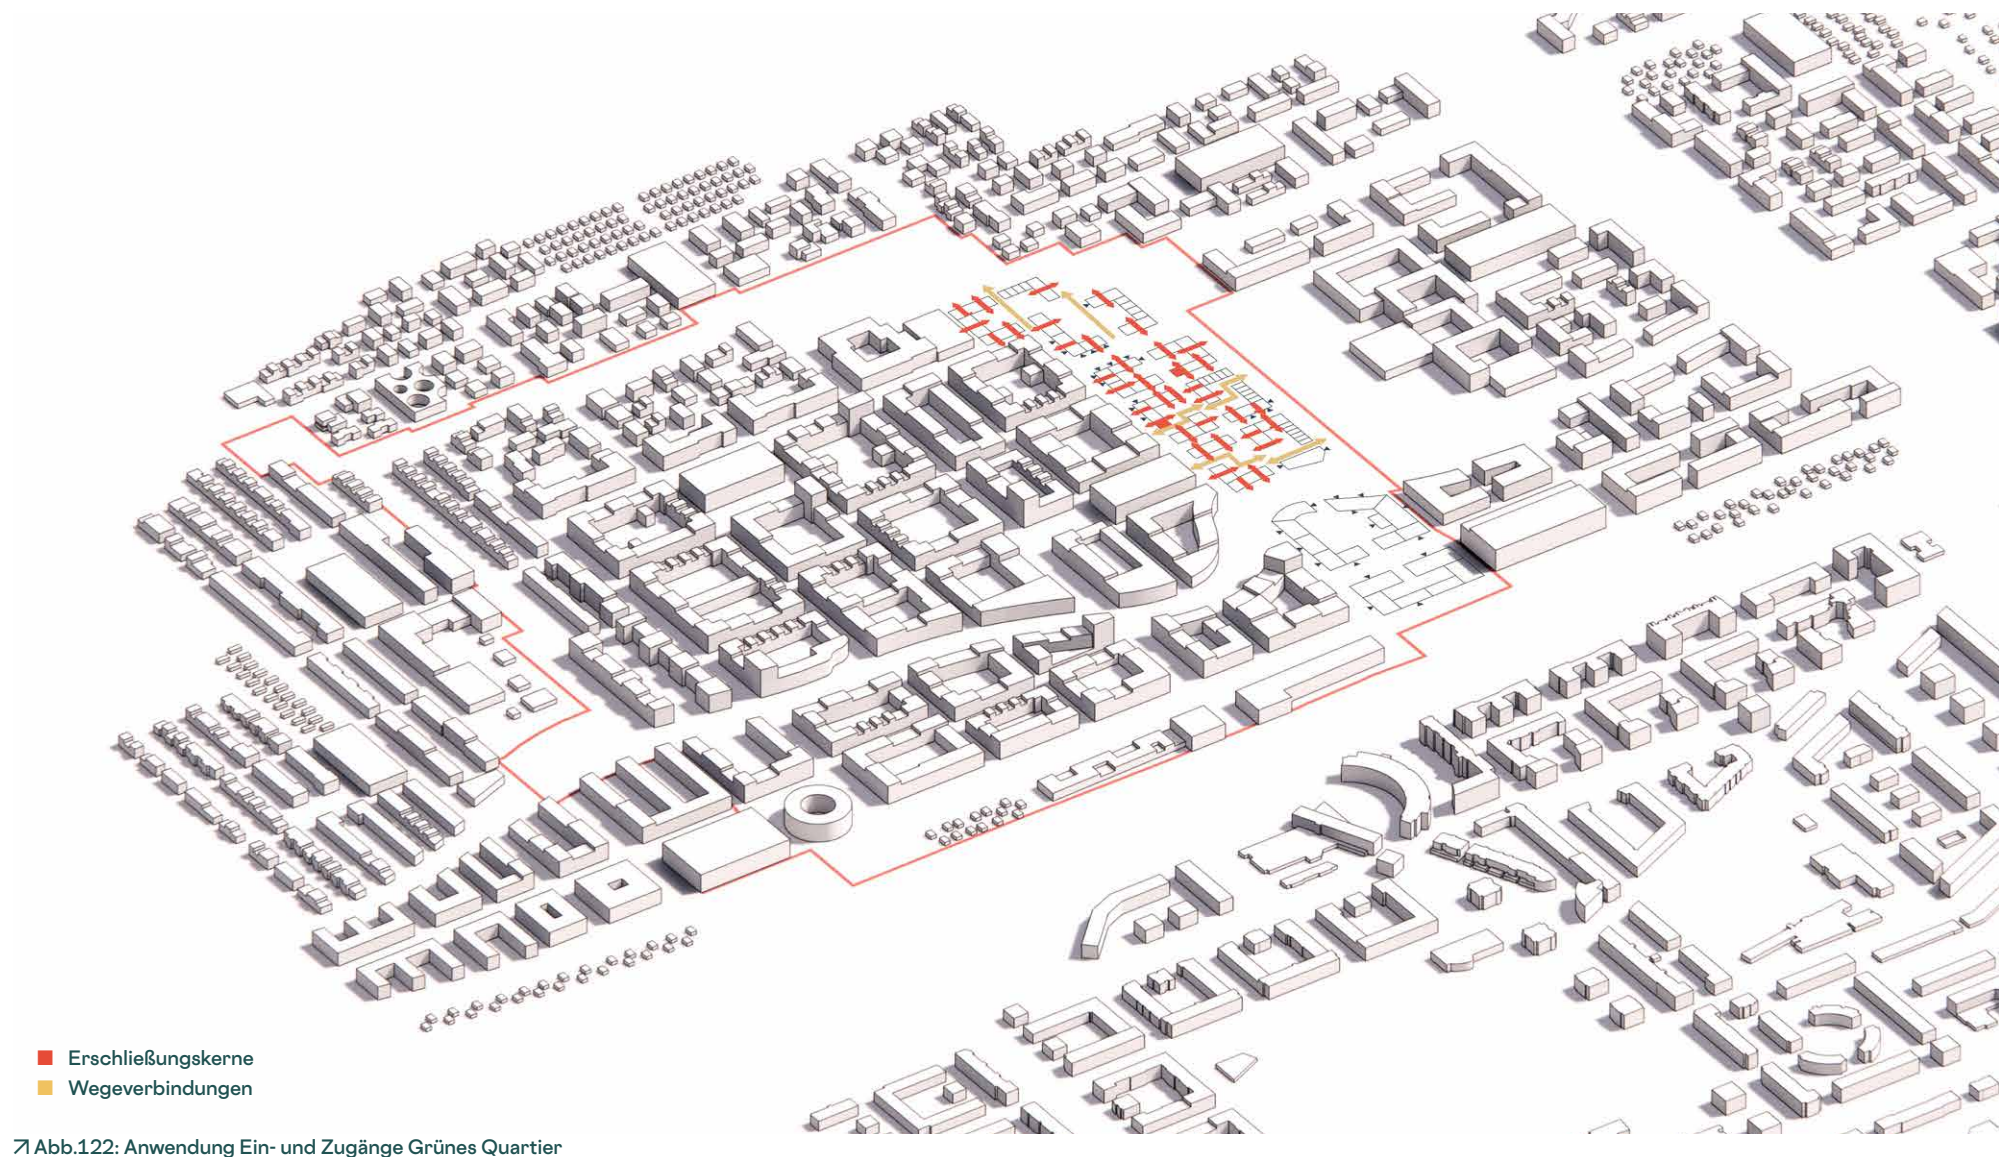 Erschließungskerne
Wegeverbindungen
Abb.122: Anwendung Ein- und Zugänge Grünes Quartier